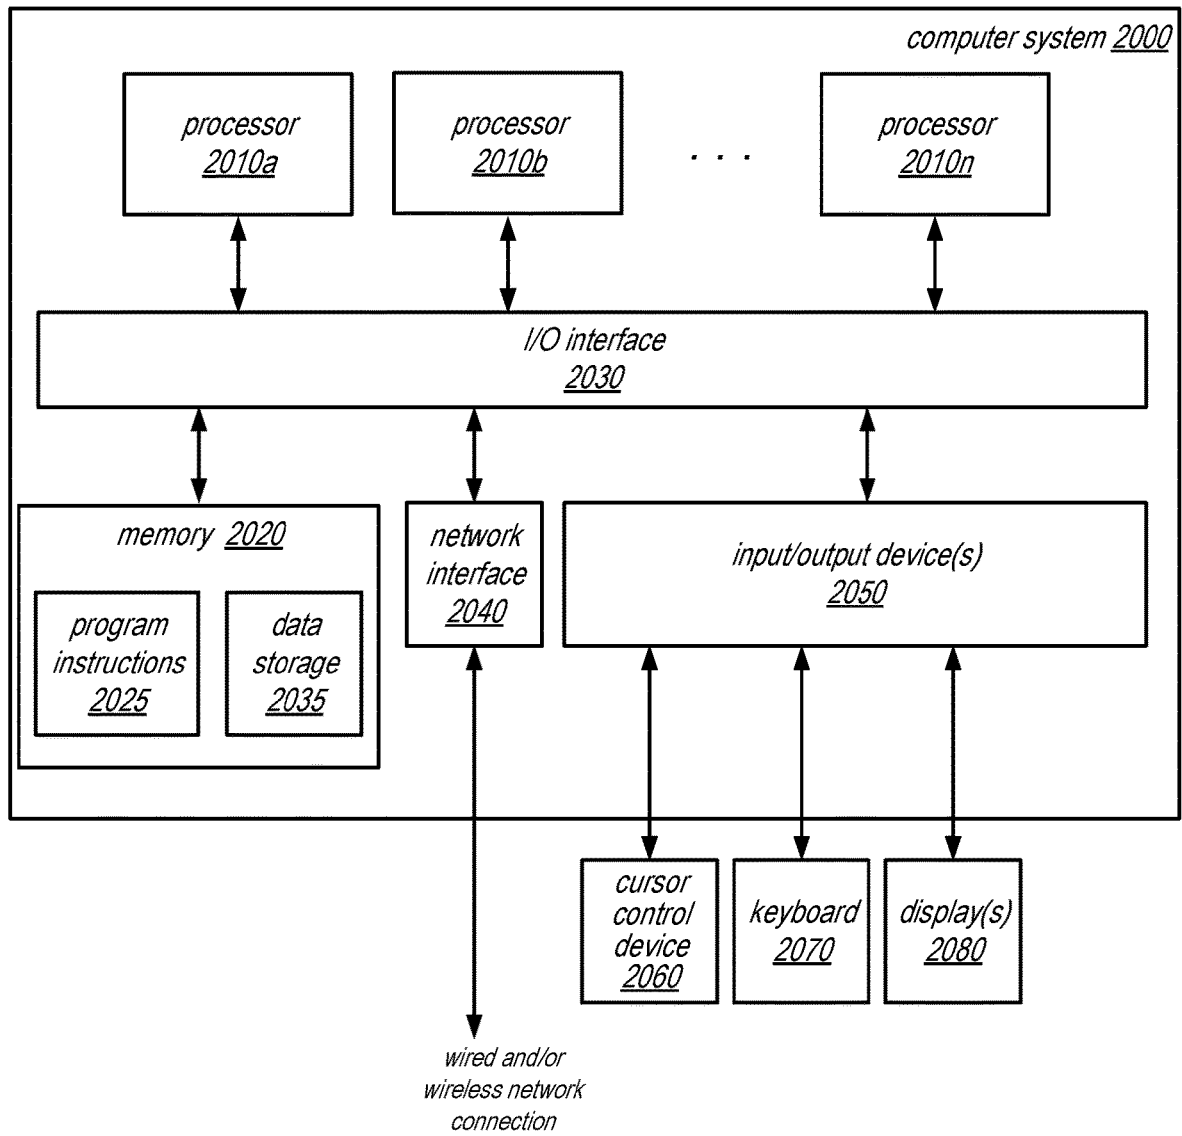 computer system 2000
processor
2010a
processor
2010b
. . .
processor
2010n
I/O interface
2030
memory 2020
program
instructions
2025
data
storage
2035
network
interface
2040
input/output device(s)
2050
cursor
control
device
2060
keyboard
2070
display(s)
2080
wired and/or
wireless network
connection